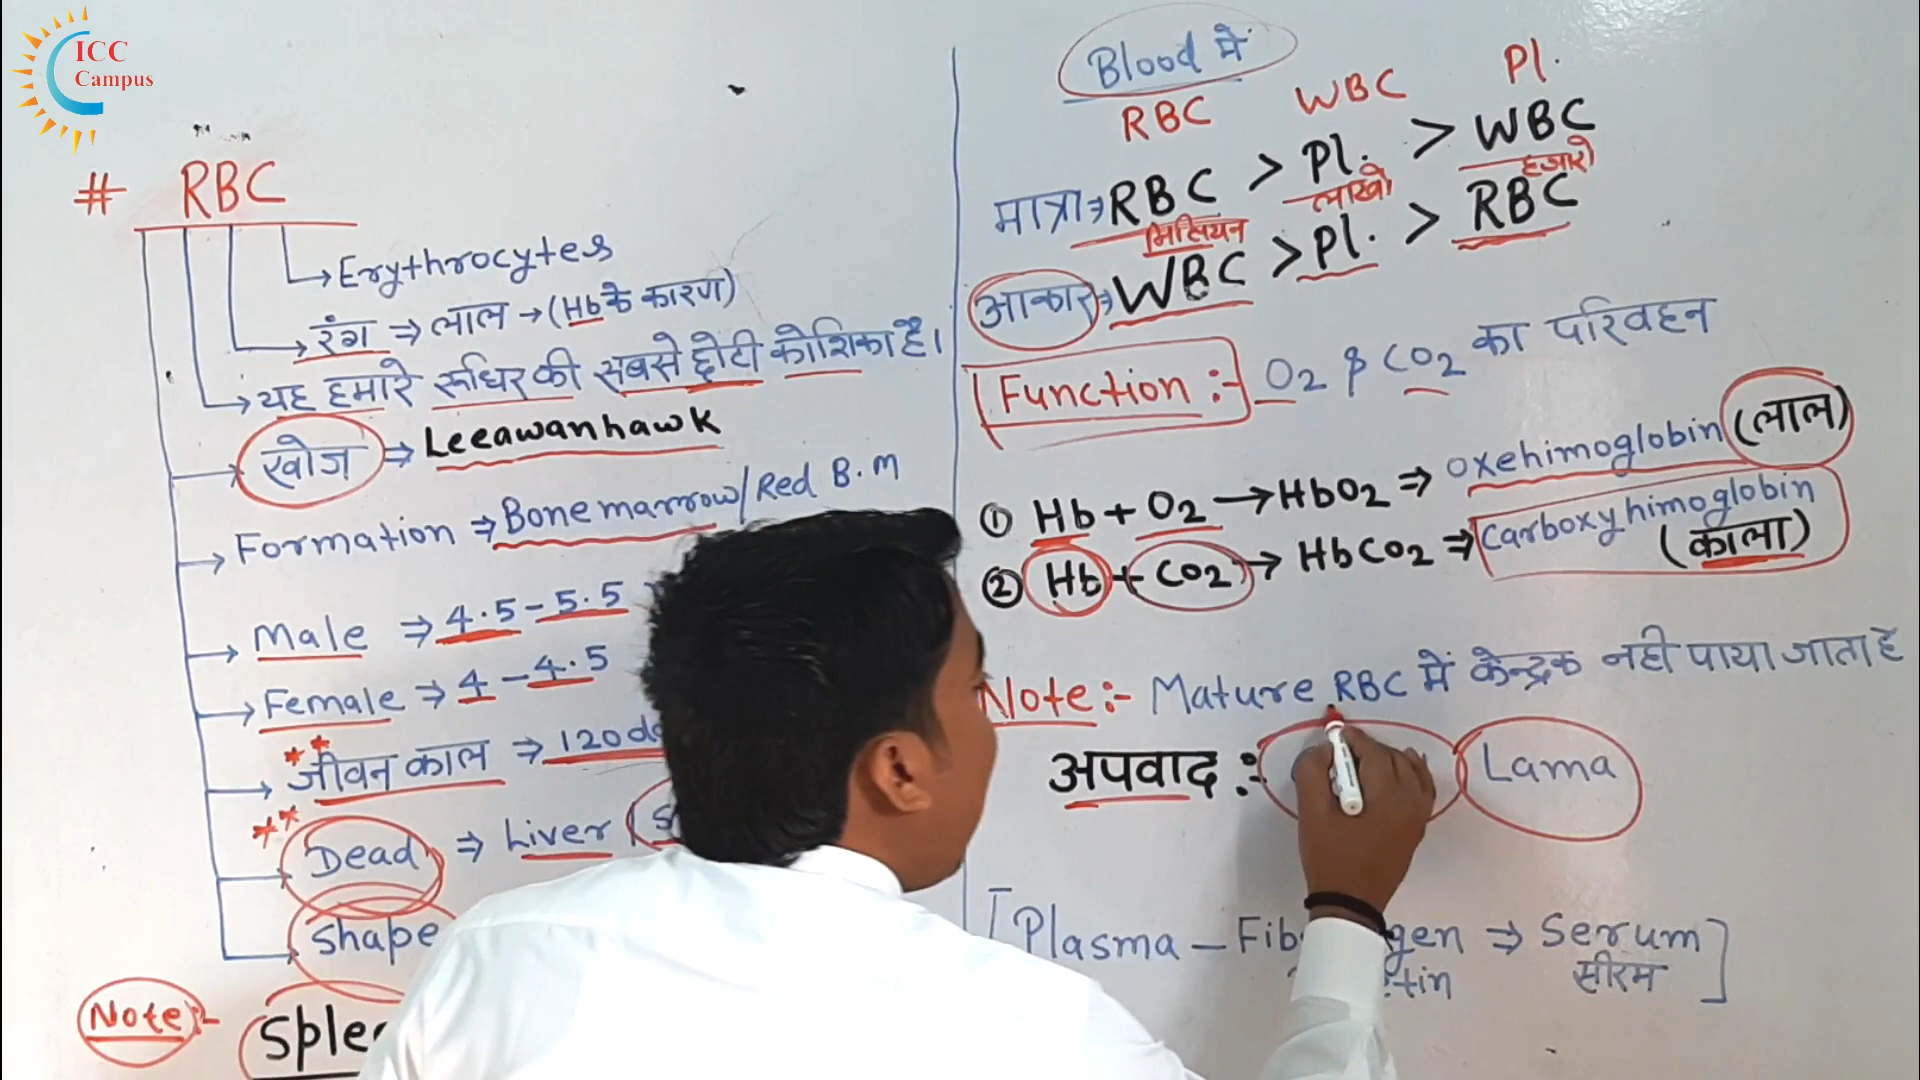 ICC
Campus
# RBC
→ Erythrocytes
→ रंग ⇒ लाल → (Hb के कारण)
→ यह हमारे रूधिर की सबसे छोटी कोशिका है।
→ खोज ⇒ Leeawanhawk
→ Formation ⇒ Bone marrow/Red B.M
→ Male ⇒ 4.5 – 5.5
→ Female ⇒ 4 – 4.5
→ ** जीवन काल ⇒ 120
→ ** Dead ⇒ Liver
→ Shape
Note :-
Blood में
RBC WBC Pl.
मात्रा ⇒ RBC > Pl. > WBC
मिलियन लाखो हजारो
आकार ⇒ WBC > Pl. > RBC
Function :- O2 & CO2 का परिवहन
① Hb + O2 → HbO2 ⇒ oxehimoglobin (लाल)
② Hb + CO2 → HbCO2 ⇒ Carboxyhimoglobin
(काला)
Note :- Mature RBC में केन्द्रक नही पाया जाता है
अपवाद :- Lama
[Plasma – ⇒ Serum]
सीरम